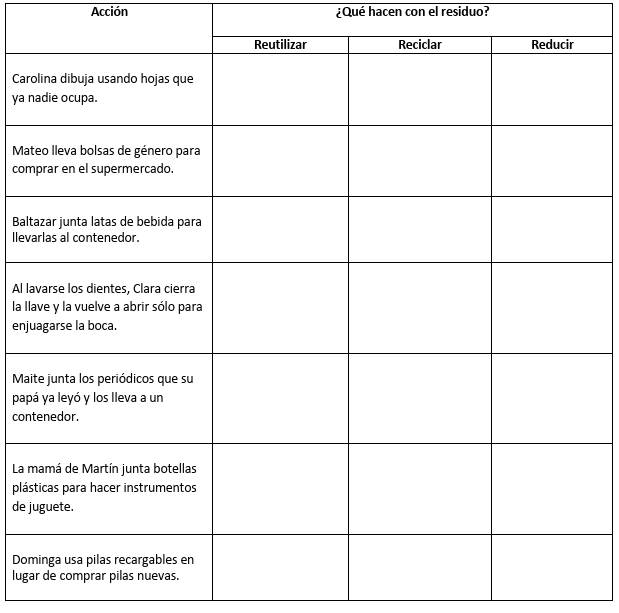 Acción
¿Qué hacen con el residuo?
Reutilizar
Reciclar
Reducir
Carolina dibuja usando hojas que
ya nadie ocupa.
Mateo lleva bolsas de género para
comprar en el supermercado.
Baltazar junta latas de bebida para
llevarlas al contenedor.
Al lavarse los dientes, Clara cierra
la llave y la vuelve a abrir sólo para
enjuagarse la boca.
Maite junta los periódicos que su
papá ya leyó y los lleva a un
contenedor.
La mamá de Martín junta botellas
plásticas para hacer instrumentos
de juguete.
Dominga usa pilas recargables en
lugar de comprar pilas nuevas.